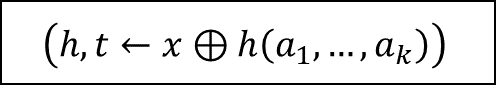 (h, t ← x ⊕ h(a₁, …, aₖ))